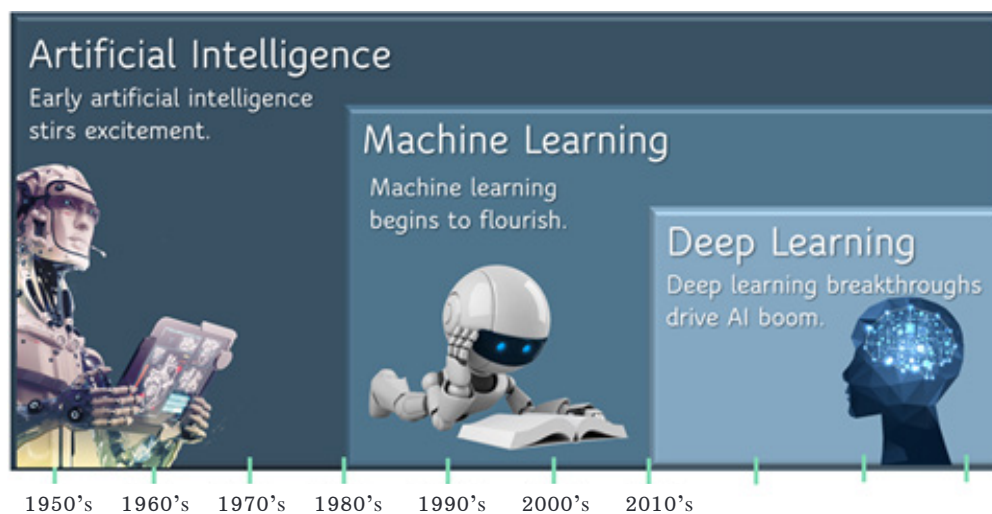 Artificial Intelligence
Early artificial intelligence
stirs excitement.
Machine Learning
Machine learning
begins to flourish.
Deep Learning
Deep learning breakthroughs
drive AI boom.
1950's 1960's 1970's 1980's 1990's 2000's 2010's